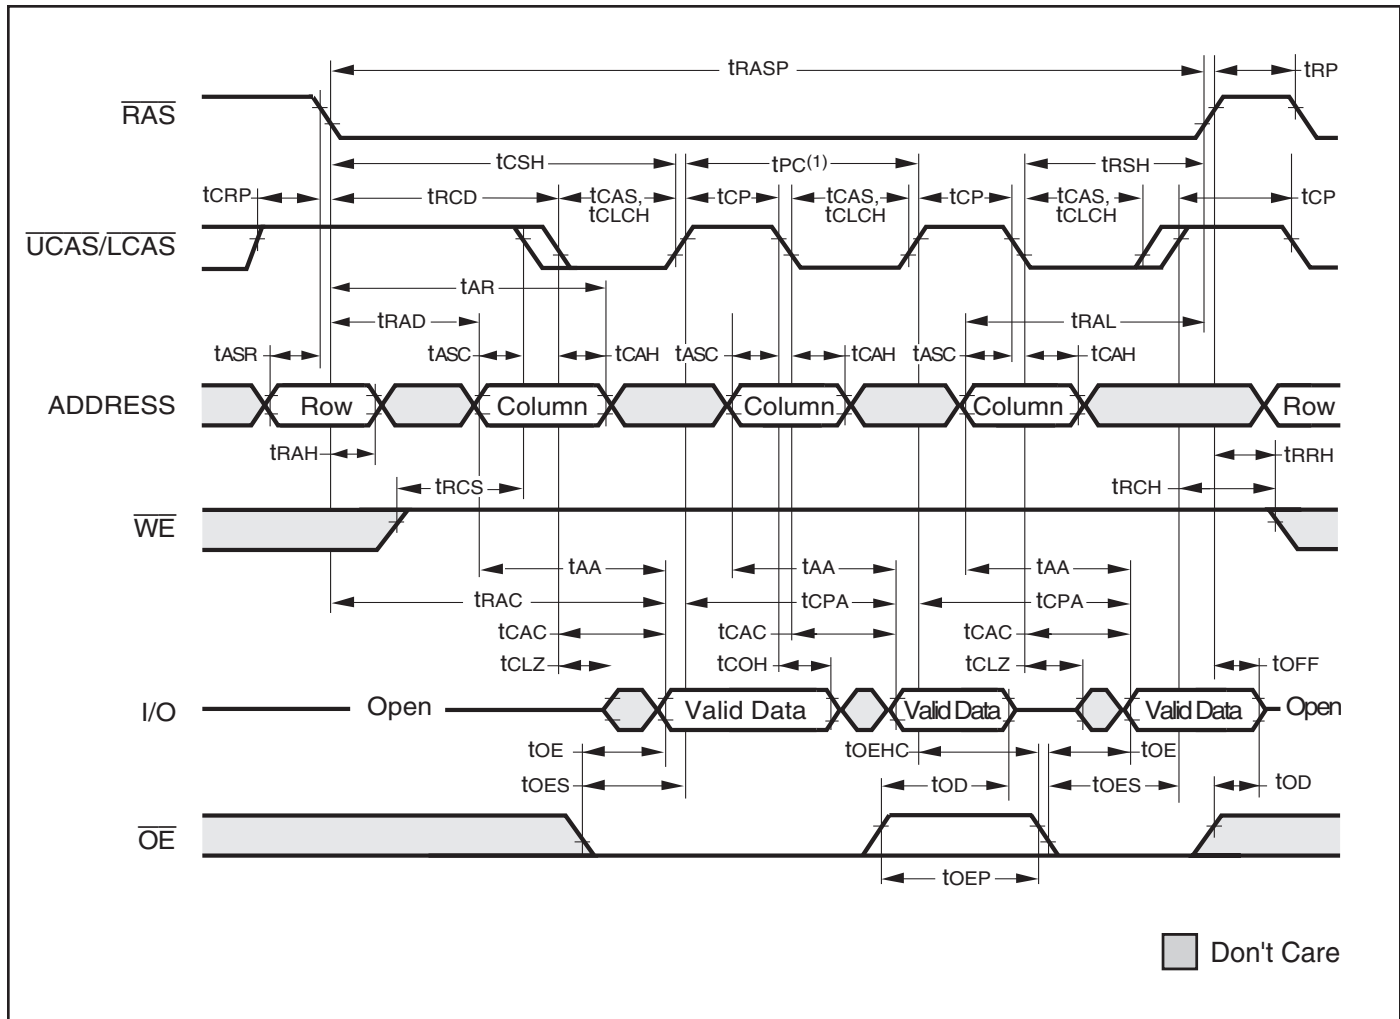 tRASP tRP
RAS
tCSH tPC(1) tRSH
tCRP tRCD tCAS, tCLCH tCP tCAS, tCLCH tCP tCAS, tCLCH tCP
UCAS/LCAS
tAR
tRAD tRAL
tASR tASC tCAH tASC tCAH tASC tCAH
ADDRESS Row Column Column Column Row
tRAH tRRH
tRCS tRCH
WE
tAA tAA tAA
tRAC tCPA tCPA
tCAC tCAC tCAC
tCLZ tCOH tCLZ tOFF
I/O Open Valid Data Valid Data Valid Data Open
tOE tOEHC tOE
tOES tOD tOES tOD
OE
tOEP
Don't Care